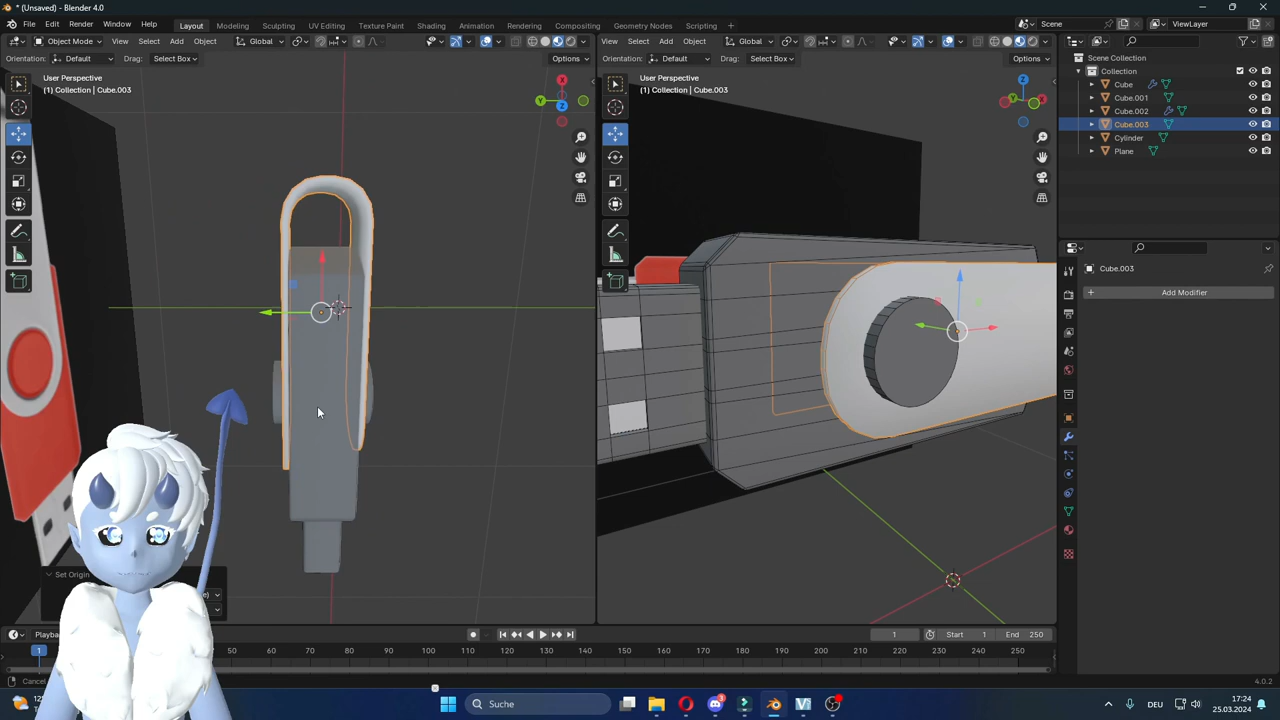 * (Unsaved) - Blender 4.0
File Edit Render Window Help
Layout Modeling Sculpting UV Editing Texture Paint Shading Animation Rendering Compositing Geometry Nodes Scripting +
Scene ViewLayer
Object Mode View Select Add Object Global
View Select Add Object Global
Orientation: Default Drag: Select Box Options
Orientation: Default Drag: Select Box Options
User Perspective
(1) Collection | Cube.003
User Perspective
(1) Collection | Cube.003
X
Y
Z
Z
Y
X
Scene Collection
Collection
Cube
Cube.001
Cube.002
Cube.003
Cylinder
Plane
Cube.003
+ Add Modifier
Set Origin
Playba
1 Start 1 End 250
1 50 60 70 80 90 100 110 120 130 140 150 160 170 180 190 200 210 220 230 240 250
Cancel
4.0.2
Suche
3
DEU
17:24
25.03.2024